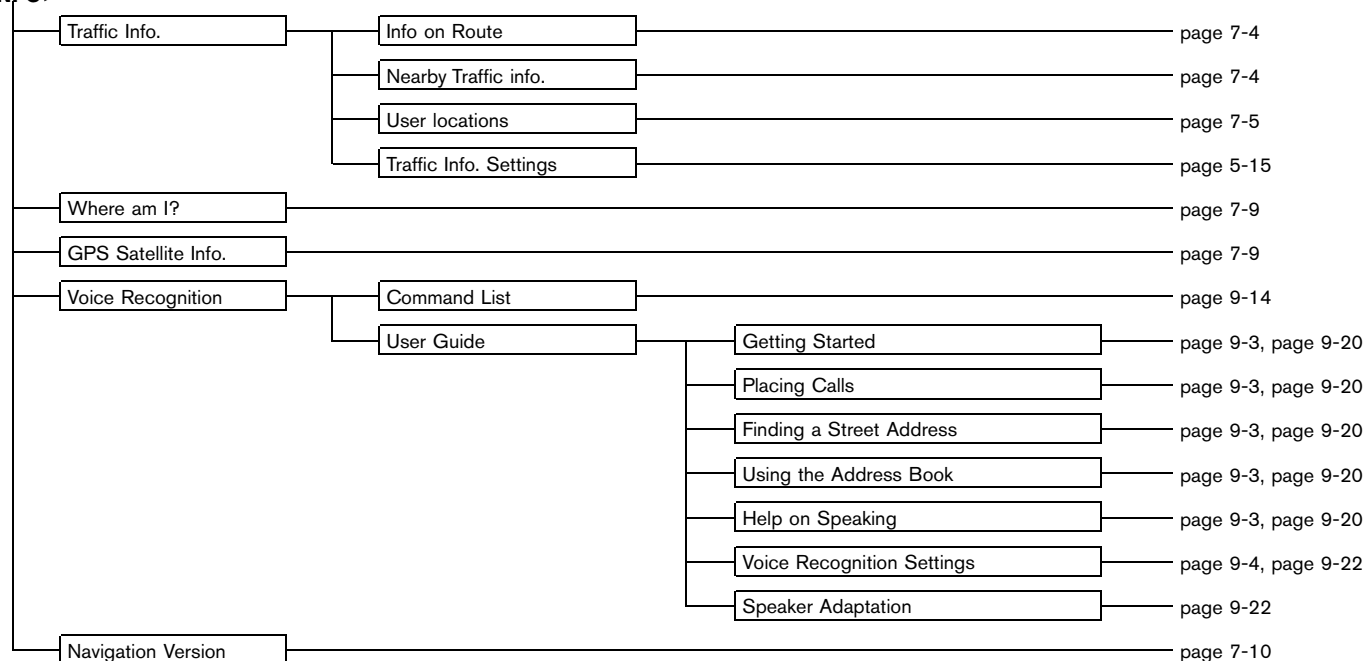 Traffic Info. Info on Route page 7-4
Nearby Traffic info. page 7-4
User locations page 7-5
Traffic Info. Settings page 5-15
Where am I? page 7-9
GPS Satellite Info. page 7-9
Voice Recognition Command List page 9-14
User Guide Getting Started page 9-3, page 9-20
Placing Calls page 9-3, page 9-20
Finding a Street Address page 9-3, page 9-20
Using the Address Book page 9-3, page 9-20
Help on Speaking page 9-3, page 9-20
Voice Recognition Settings page 9-4, page 9-22
Speaker Adaptation page 9-22
Navigation Version page 7-10